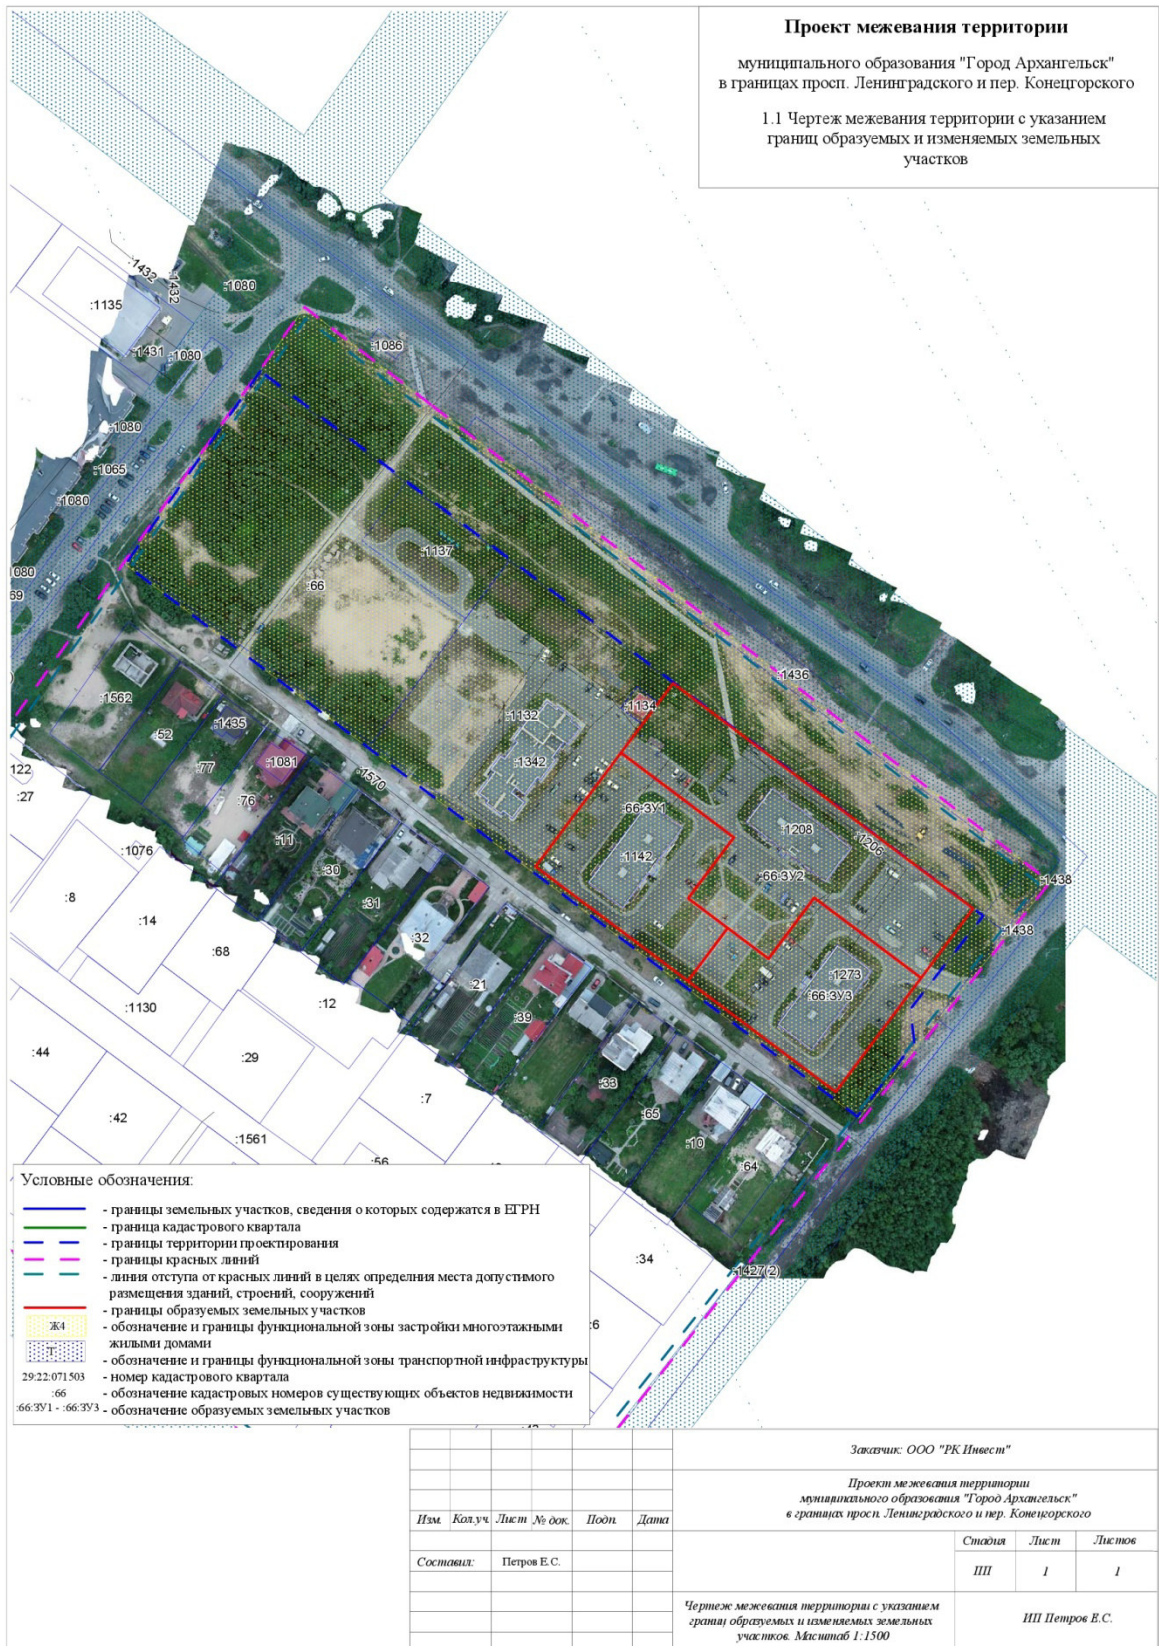 Проект межевания территории
муниципального образования "Город Архангельск"
в границах просп. Ленинградского и пер. Конецгорского
1.1 Чертеж межевания территории с указанием
границ образуемых и изменяемых земельных
участков
:1432
:1432
:1080
:1135
:1431
:1080
:1086
:1080
:1065
:1080
:1080
69
:1137
:66
:1436
:1562
:1134
:1132
:52
:1435
:77
:1081
:1342
:1570
122
:27
:76
:66:ЗУ1
:1208
:1206
:1076
:11
:1142
:30
:66:ЗУ2
:1438
:8
:31
:14
:1438
:32
:68
:1273
:21
:66:ЗУ3
:12
:1130
:39
:44
:29
:33
:7
:65
:42
:10
:1561
:56
:64
:34
:1427(2)
:6
Условные обозначения:
- границы земельных участков, сведения о которых содержатся в ЕГРН
- граница кадастрового квартала
- границы территории проектирования
- границы красных линий
- линия отступа от красных линий в целях определния места допустимого
размещения зданий, строений, сооружений
- границы образуемых земельных участков
Ж4 - обозначение и границы функциональной зоны застройки многоэтажными
жилыми домами
Т - обозначение и границы функциональной зоны транспортной инфраструктуры
29:22:071503 - номер кадастрового квартала
:66 - обозначение кадастровых номеров существующих объектов недвижимости
:66:ЗУ1 - :66:ЗУ3 - обозначение образуемых земельных участков
Заказчик: ООО "РК Инвест"
Проект межевания территории
муниципального образования "Город Архангельск"
в границах просп. Ленинградского и пер. Конецгорского
Изм. Кол.уч. Лист № док. Подп. Дата
Стадия Лист Листов
Составил: Петров Е.С.
ПП 1 1
Чертеж межевания территории с указанием
границ образуемых и изменяемых земельных
участков. Масштаб 1:1500
ИП Петров Е.С.